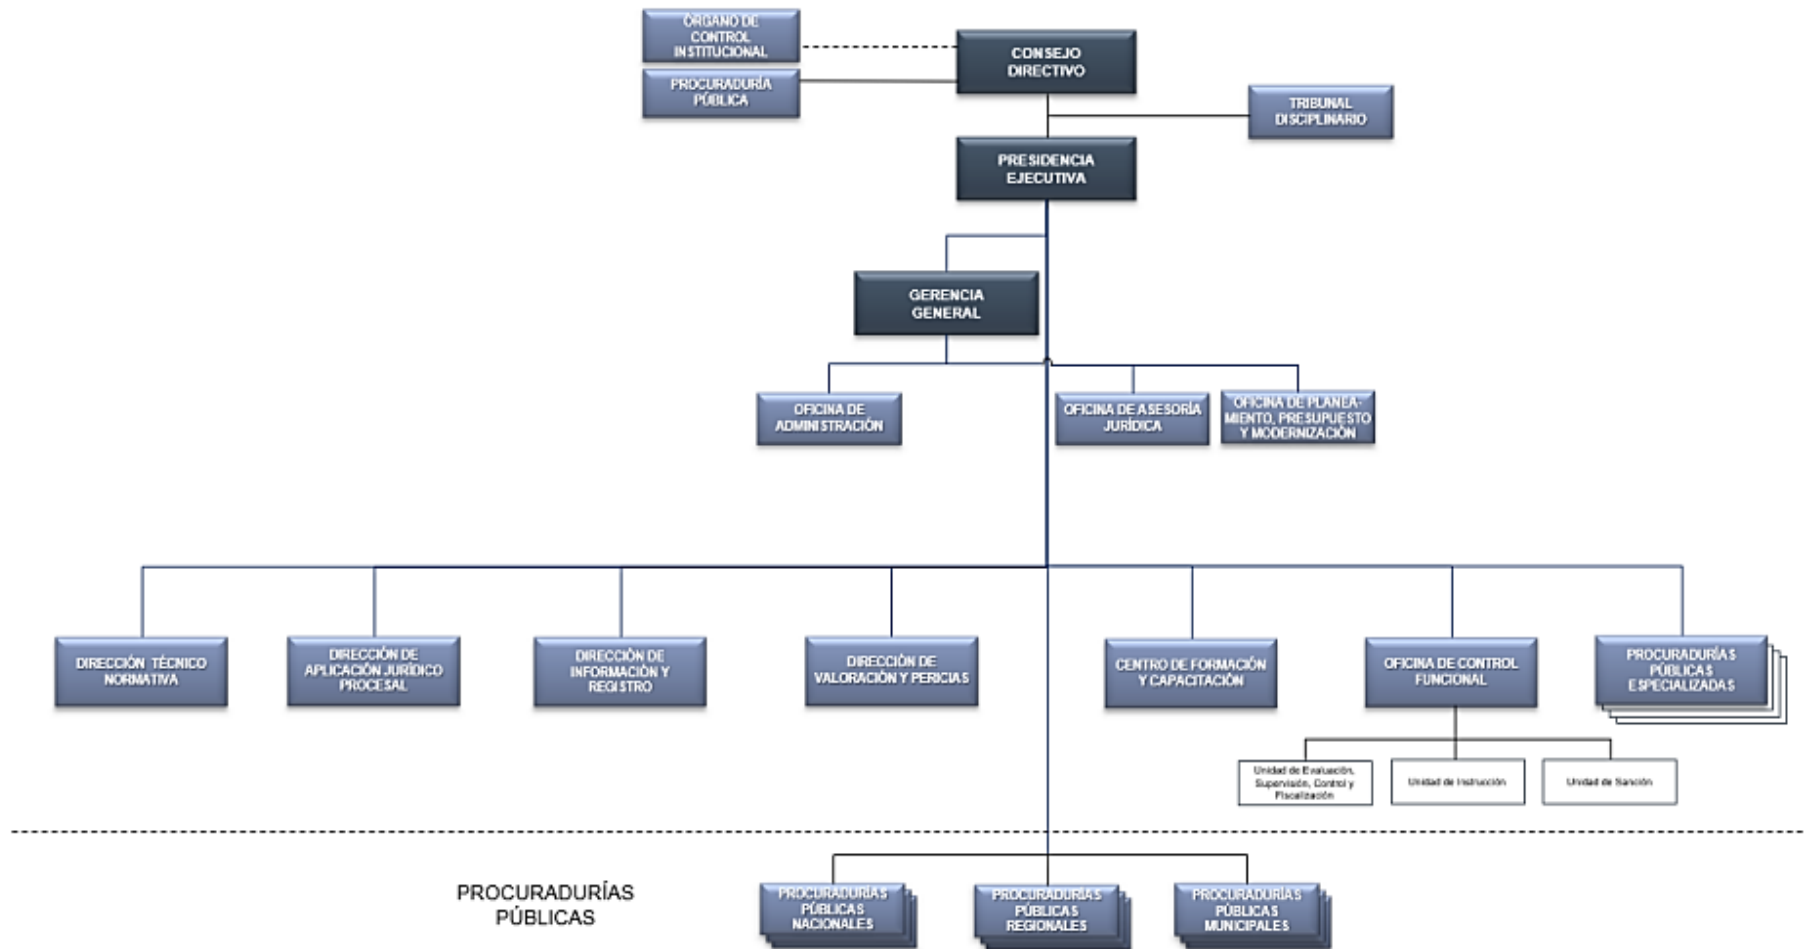 ÓRGANO DE
CONTROL
INSTITUCIONAL
CONSEJO
DIRECTIVO
PROCURADURÍA
PÚBLICA
TRIBUNAL
DISCIPLINARIO
PRESIDENCIA
EJECUTIVA
GERENCIA
GENERAL
OFICINA DE
ADMINISTRACIÓN
OFICINA DE ASESORÍA
JURÍDICA
OFICINA DE PLANEA-
MIENTO, PRESUPUESTO
Y MODERNIZACIÓN
DIRECCIÓN TÉCNICO
NORMATIVA
DIRECCIÓN DE
APLICACIÓN JURÍDICO
PROCESAL
DIRECCIÓN DE
INFORMACIÓN Y
REGISTRO
DIRECCIÓN DE
VALORACIÓN Y PERICIAS
CENTRO DE FORMACIÓN
Y CAPACITACIÓN
OFICINA DE CONTROL
FUNCIONAL
PROCURADURÍAS
PÚBLICAS
ESPECIALIZADAS
Unidad de Evaluación,
Supervisión, Control y
Fiscalización
Unidad de Instrucción
Unidad de Sanción
PROCURADURÍAS
PÚBLICAS
PROCURADURÍAS
PÚBLICAS
NACIONALES
PROCURADURÍAS
PÚBLICAS
REGIONALES
PROCURADURÍAS
PÚBLICAS
MUNICIPALES